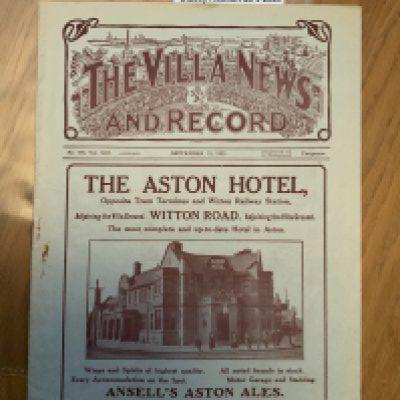 THE VILLA NEWS
AND RECORD
SEPTEMBER
Twopence
THE ASTON HOTEL,
Opposite Tram Terminus and Witton Railway Station,
Adjoining the Villa Ground. WITTON ROAD. Adjoining the Villa Ground.
The most complete and up-to-date Hotel in Aston.
Wines and Spirits of highest quality. All noted brands in stock.
Every Accommodation on the Spot. Motor Garage and Stabling.
ANSELL'S ASTON ALES.